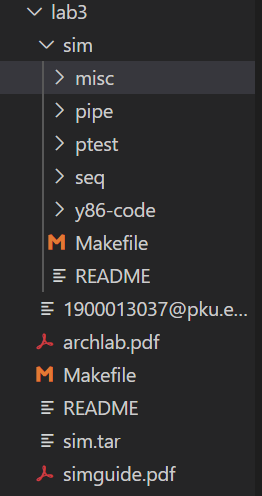 lab3
sim
misc
pipe
ptest
seq
y86-code
Makefile
README
1900013037@pku.e...
archlab.pdf
Makefile
README
sim.tar
simguide.pdf